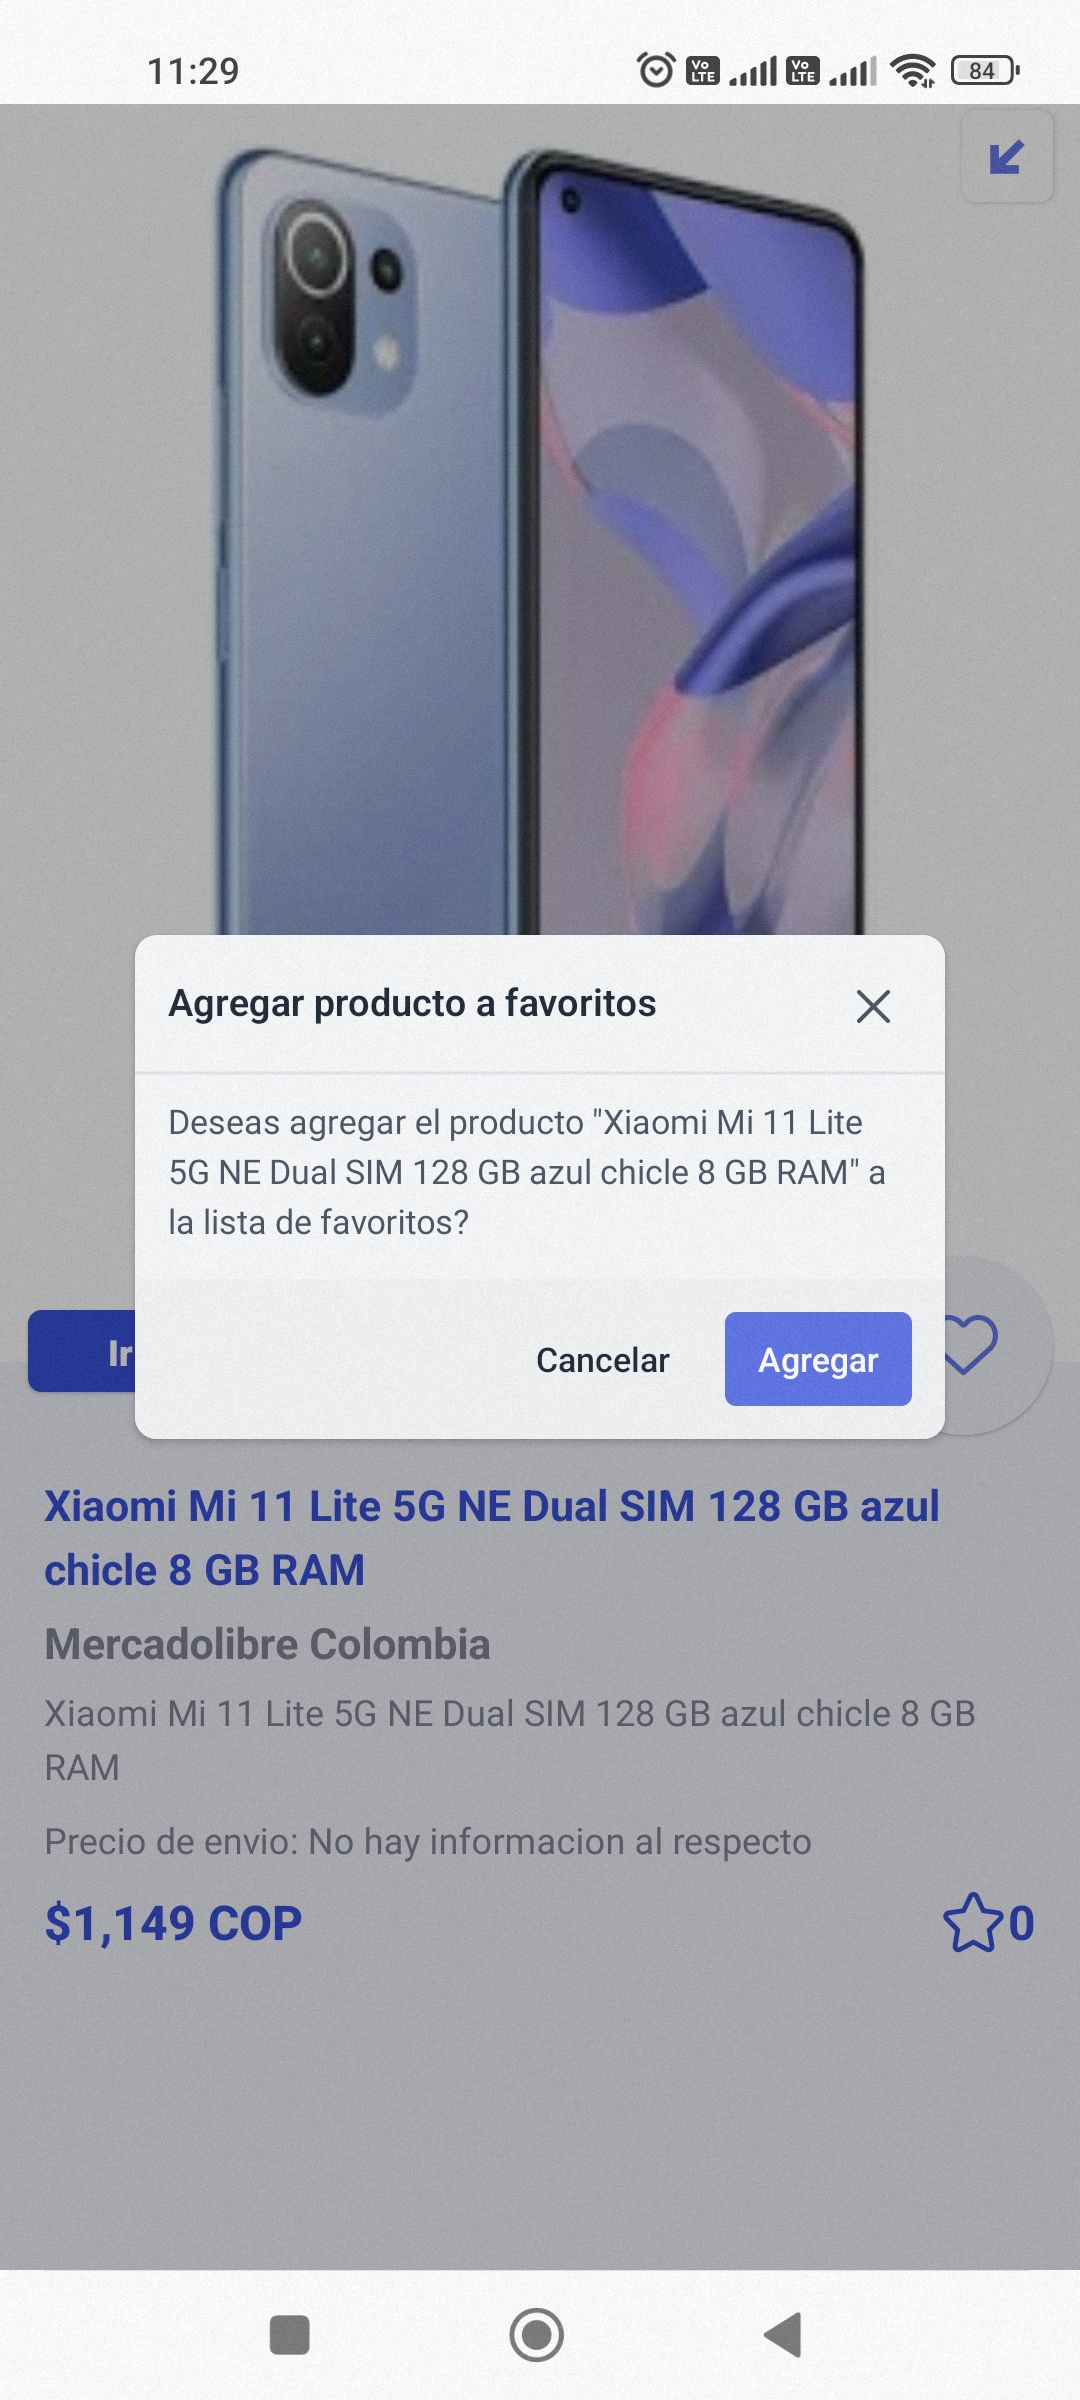 11:29
Vo LTE
Vo LTE
84
Agregar producto a favoritos
Deseas agregar el producto "Xiaomi Mi 11 Lite
5G NE Dual SIM 128 GB azul chicle 8 GB RAM" a
la lista de favoritos?
Ir
Cancelar
Agregar
Xiaomi Mi 11 Lite 5G NE Dual SIM 128 GB azul
chicle 8 GB RAM
Mercadolibre Colombia
Xiaomi Mi 11 Lite 5G NE Dual SIM 128 GB azul chicle 8 GB
RAM
Precio de envio: No hay informacion al respecto
$1,149 COP
0